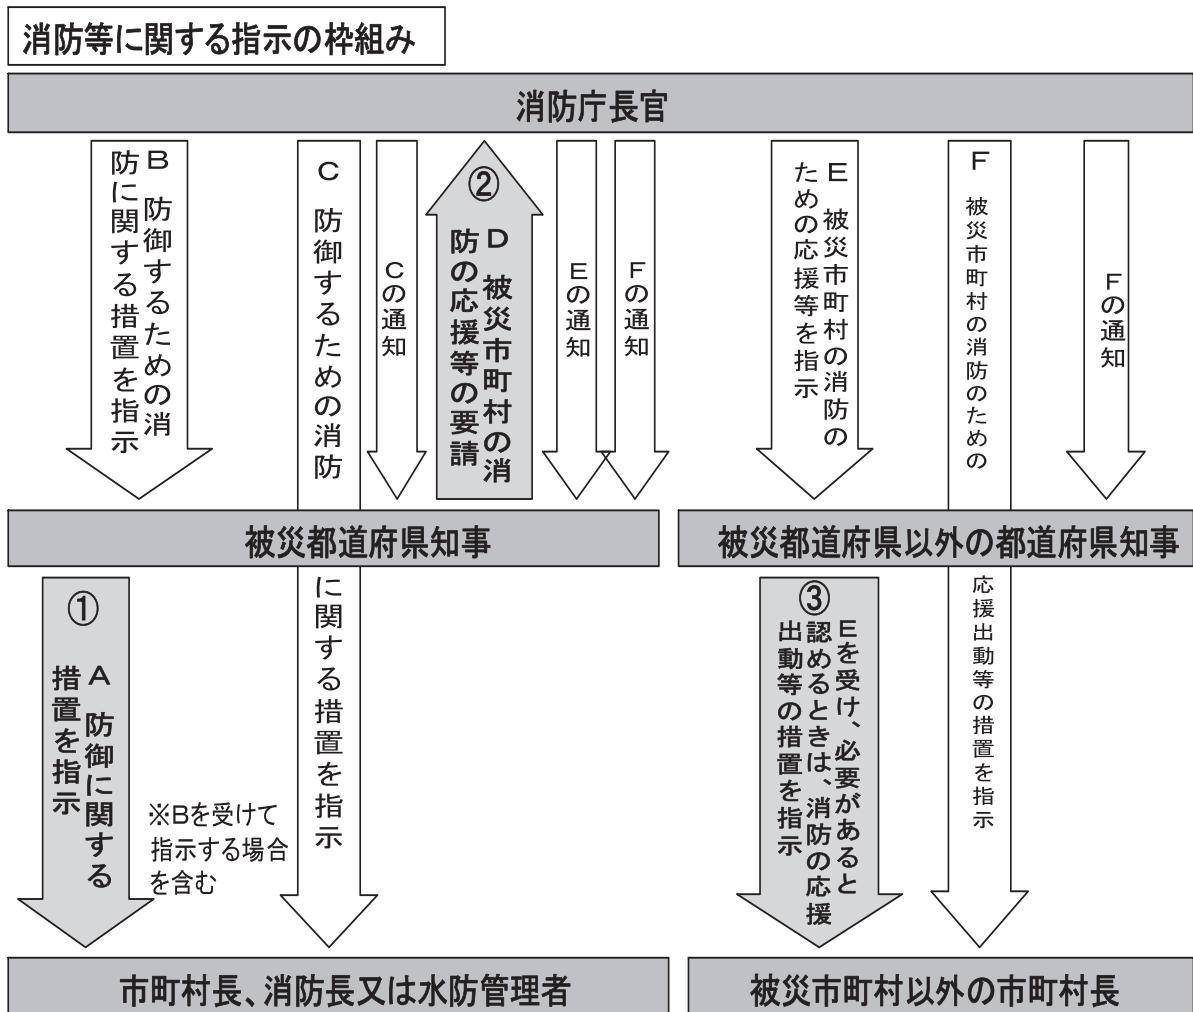 消防等に関する指示の枠組み
消防庁長官
B 防御するための消
防に関する措置を指示
C 防御するための消防
に関する措置を指示
Cの通知
②
D 被災市町村の消
防の応援等の要請
Eの通知
Fの通知
E 被災市町村の消防の
ための応援等を指示
F 被災市町村の消防のための
応援出動等の措置を指示
Fの通知
被災都道府県知事
被災都道府県以外の都道府県知事
①
A 防御に関する
措置を指示
※Bを受けて
指示する場合
を含む
③
Eを受け、必要があると
認めるときは、消防の応援
出動等の措置を指示
市町村長、消防長又は水防管理者
被災市町村以外の市町村長